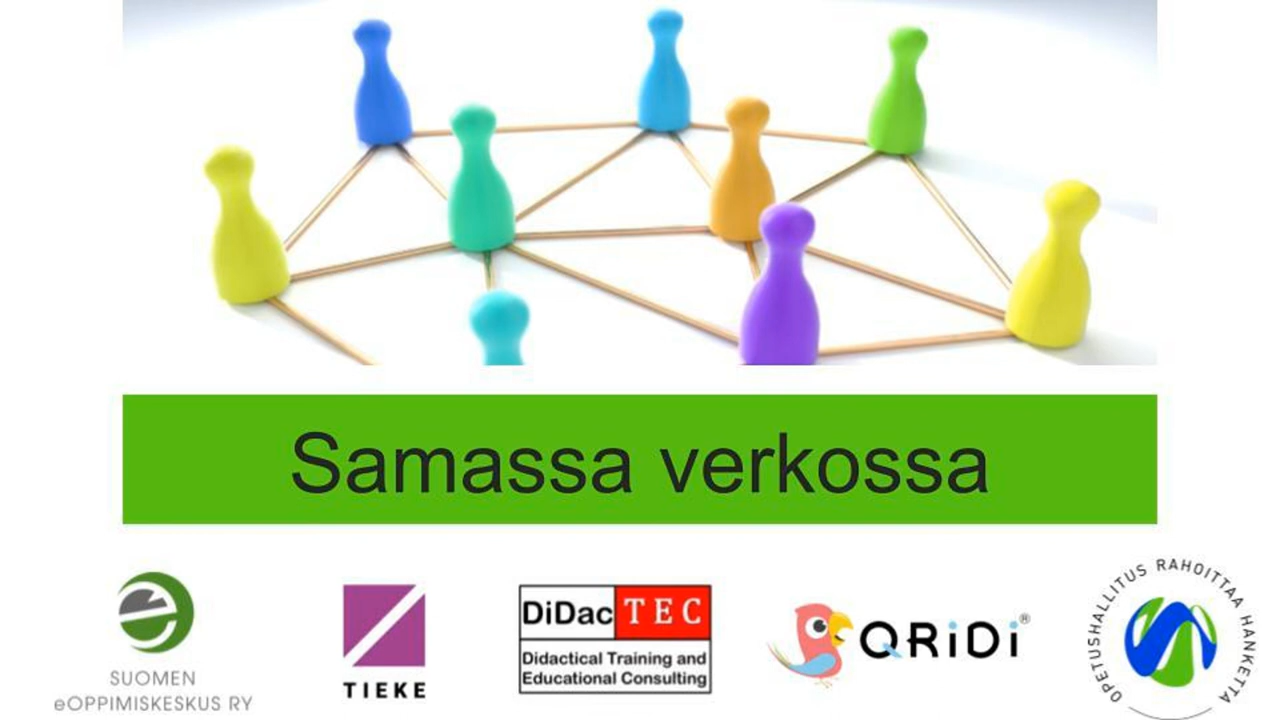 Samassa verkossa
SUOMEN
eOPPIMISKESKUS RY
TIEKE
DiDacTEC
Didactical Training and
Educational Consulting
QRiDi®
OPETUSHALLITUS RAHOITTAA HANKETTA